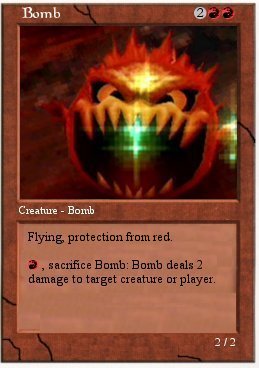 Bomb 2
Creature - Bomb
Flying, protection from red.
, sacrifice Bomb: Bomb deals 2
damage to target creature or player.
2/2